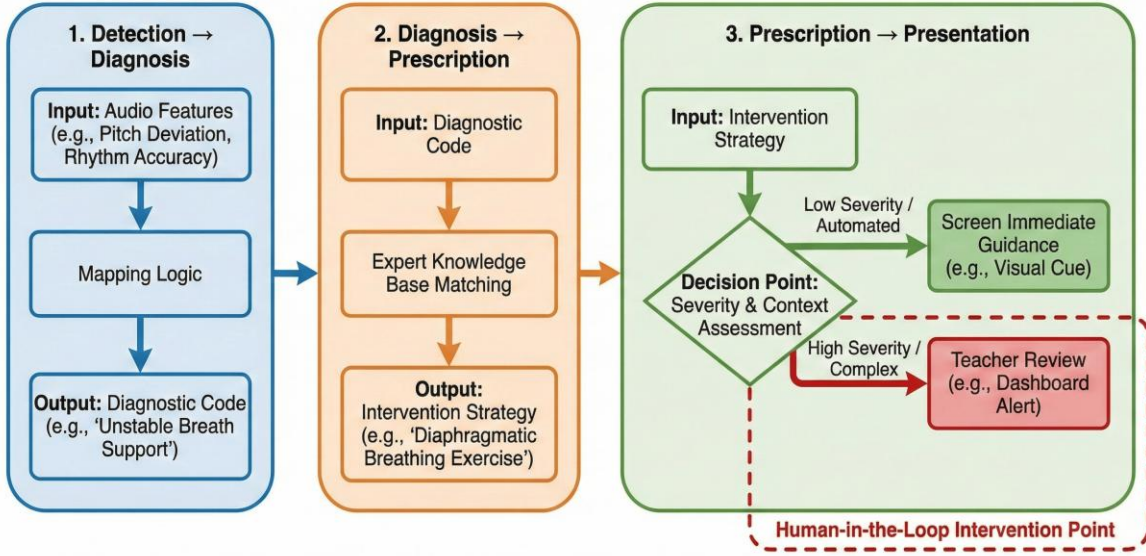 1. Detection →
Diagnosis
Input: Audio Features
(e.g., Pitch Deviation,
Rhythm Accuracy)
Mapping Logic
Output: Diagnostic Code
(e.g., ‘Unstable Breath
Support’)
2. Diagnosis →
Prescription
Input: Diagnostic
Code
Expert Knowledge
Base Matching
Output:
Intervention Strategy
(e.g., ‘Diaphragmatic
Breathing Exercise’)
3. Prescription → Presentation
Input: Intervention
Strategy
Decision Point:
Severity & Context
Assessment
Low Severity /
Automated
Screen Immediate
Guidance
(e.g., Visual Cue)
High Severity /
Complex
Teacher Review
(e.g., Dashboard
Alert)
Human-in-the-Loop Intervention Point